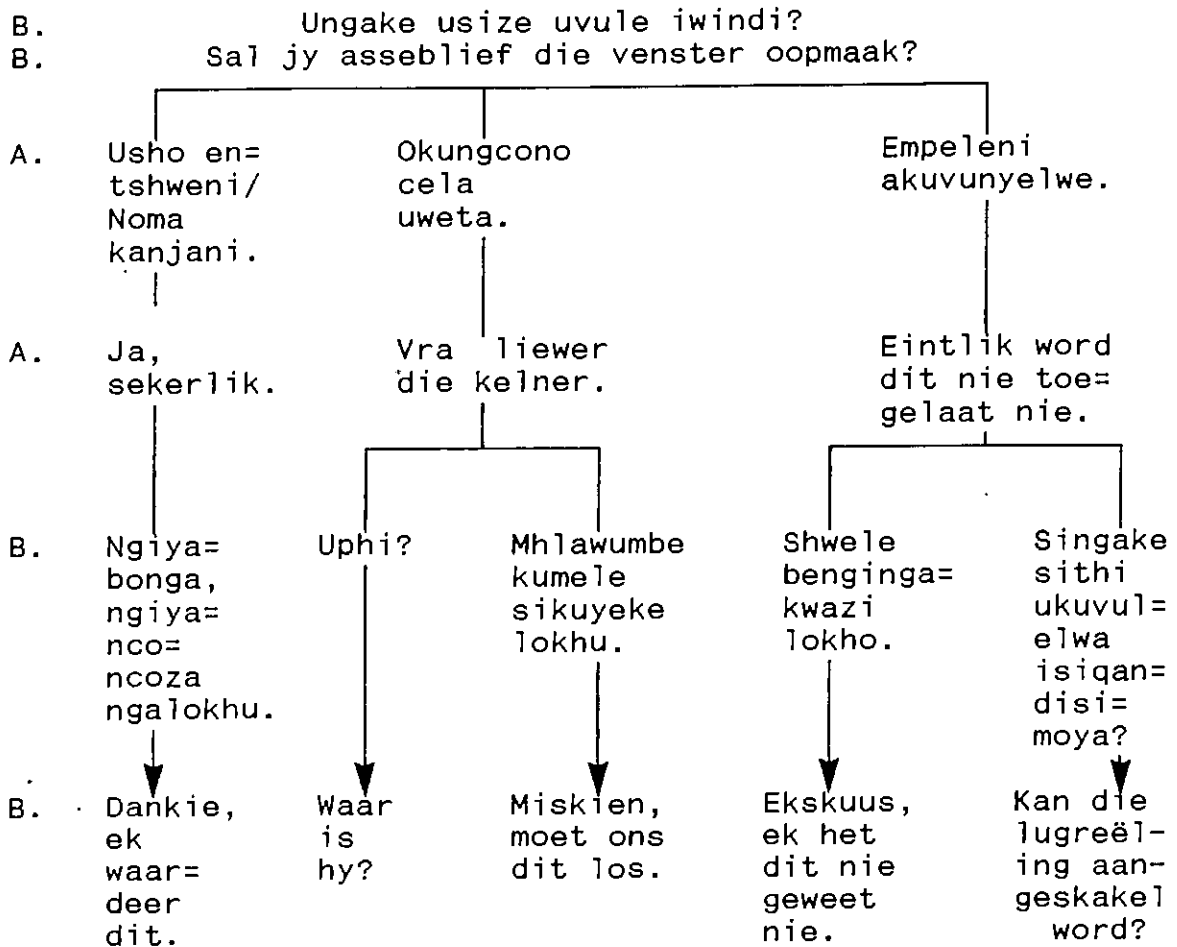 B. Ungake usize uvule iwindi?
B. Sal jy asseblief die venster oopmaak?
A. Usho en= Okungcono Empeleni
tshweni/ cela akuvunyelwe.
Noma uweta.
kanjani.
A. Ja, Vra liewer Eintlik word
sekerlik. die kelner. dit nie toe=
gelaat nie.
B. Ngiya= Uphi? Mhlawumbe Shwele Singake
bonga, kumele benginga= sithi
ngiya= sikuyeke kwazi ukuvul=
nco= lokhu. lokho. elwa
ncoza isiqan=
ngalokhu. disi=
moya?
B. Dankie, Waar Miskien, Ekskuus, Kan die
ek is moet ons ek het lugreël-
waar= hy? dit los. dit nie ing aan-
deer geweet geskakel
dit. nie. word?